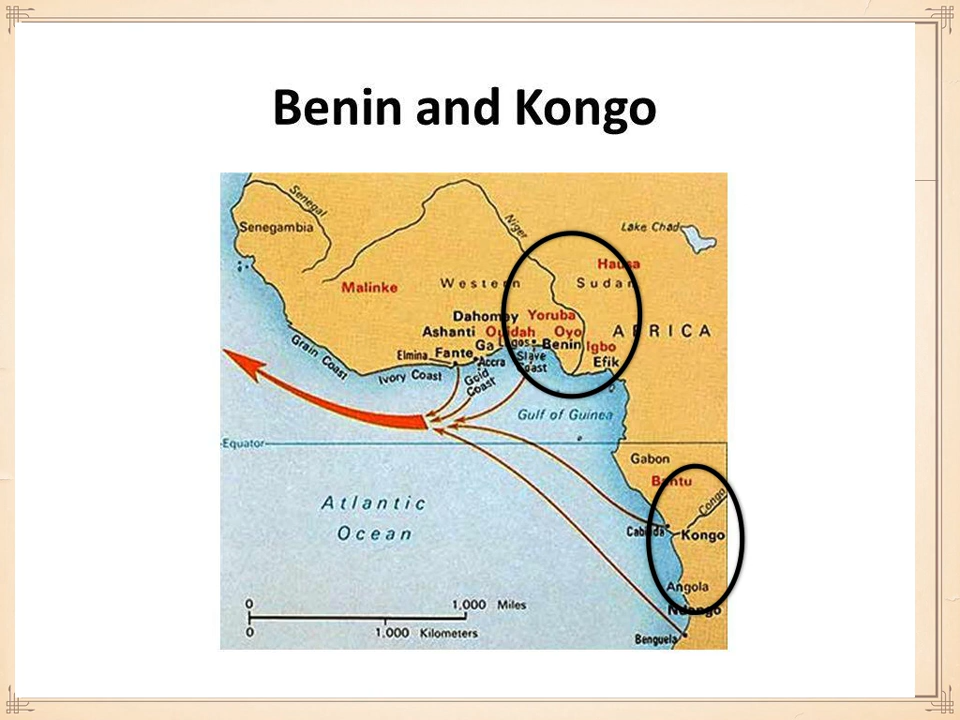 Benin and Kongo
Senegal
Senegambia
Niger
Lake Chad
Hausa
Malinke
Western Sudan
Dahomey Yoruba
Ashanti Ouidah Oyo
AFRICA
Ga Lagos Benin Igbo
Elmina Fante Accra Slave Coast Efik
Grain Coast
Ivory Coast
Gold Coast
Gulf of Guinea
Equator
Gabon
Bantu
Congo
Atlantic
Ocean
Cabinda
Kongo
Angola
Ndongo
Benguela
0 1,000 Miles
0 1,000 Kilometers